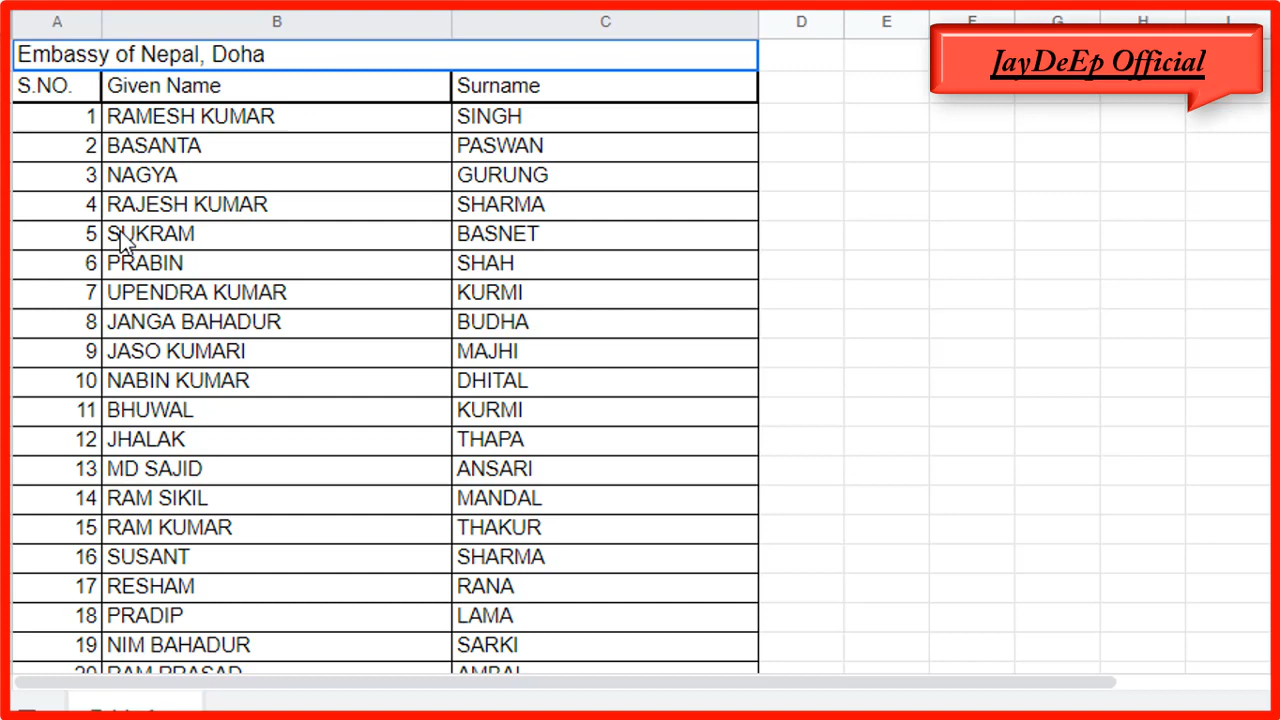 A B C D E F G H I
JayDeEp Official
Embassy of Nepal, Doha
S.NO. Given Name Surname
1 RAMESH KUMAR SINGH
2 BASANTA PASWAN
3 NAGYA GURUNG
4 RAJESH KUMAR SHARMA
5 SUKRAM BASNET
6 PRABIN SHAH
7 UPENDRA KUMAR KURMI
8 JANGA BAHADUR BUDHA
9 JASO KUMARI MAJHI
10 NABIN KUMAR DHITAL
11 BHUWAL KURMI
12 JHALAK THAPA
13 MD SAJID ANSARI
14 RAM SIKIL MANDAL
15 RAM KUMAR THAKUR
16 SUSANT SHARMA
17 RESHAM RANA
18 PRADIP LAMA
19 NIM BAHADUR SARKI
20 RAM PRASAD